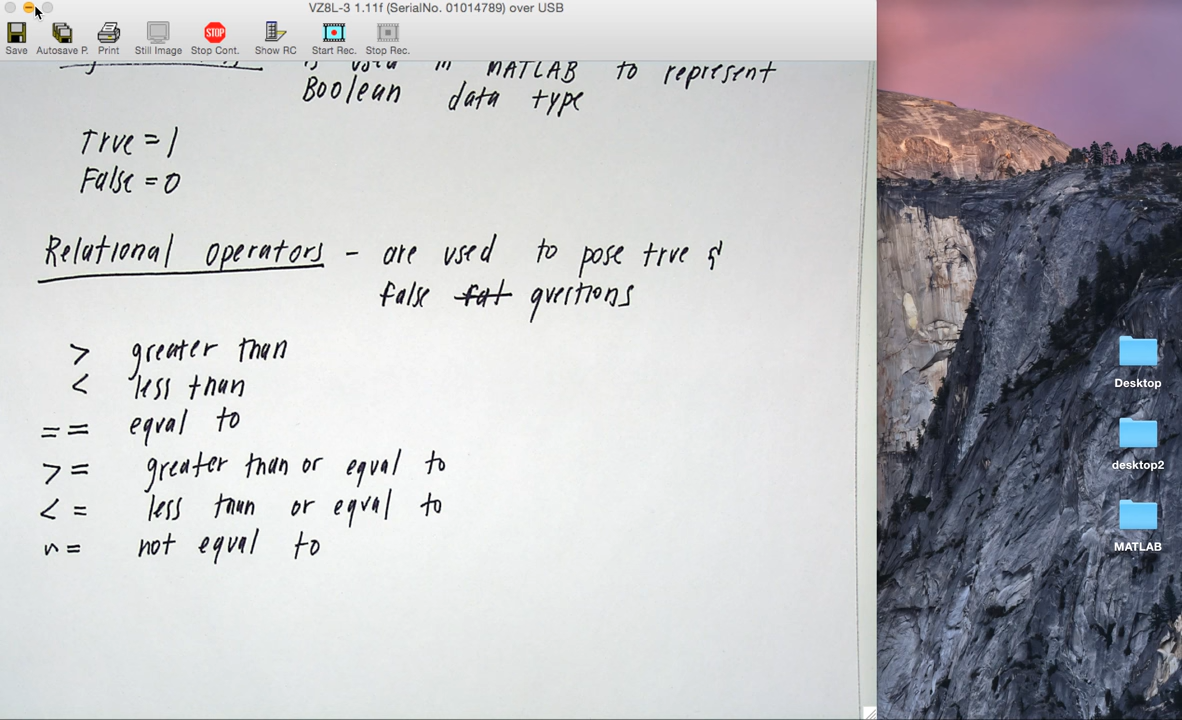 VZ8L-3 1.11f (SerialNo. 01014789) over USB
Save Autosave P. Print Still Image Stop Cont. Show RC Start Rec. Stop Rec.
STOP
is used in MATLAB to represent
Boolean data type
True = 1
False = 0
Relational operators - are used to pose true &
false questions
> greater than
< less than
== equal to
>= greater than or equal to
<= less than or equal to
~= not equal to
Desktop
desktop2
MATLAB